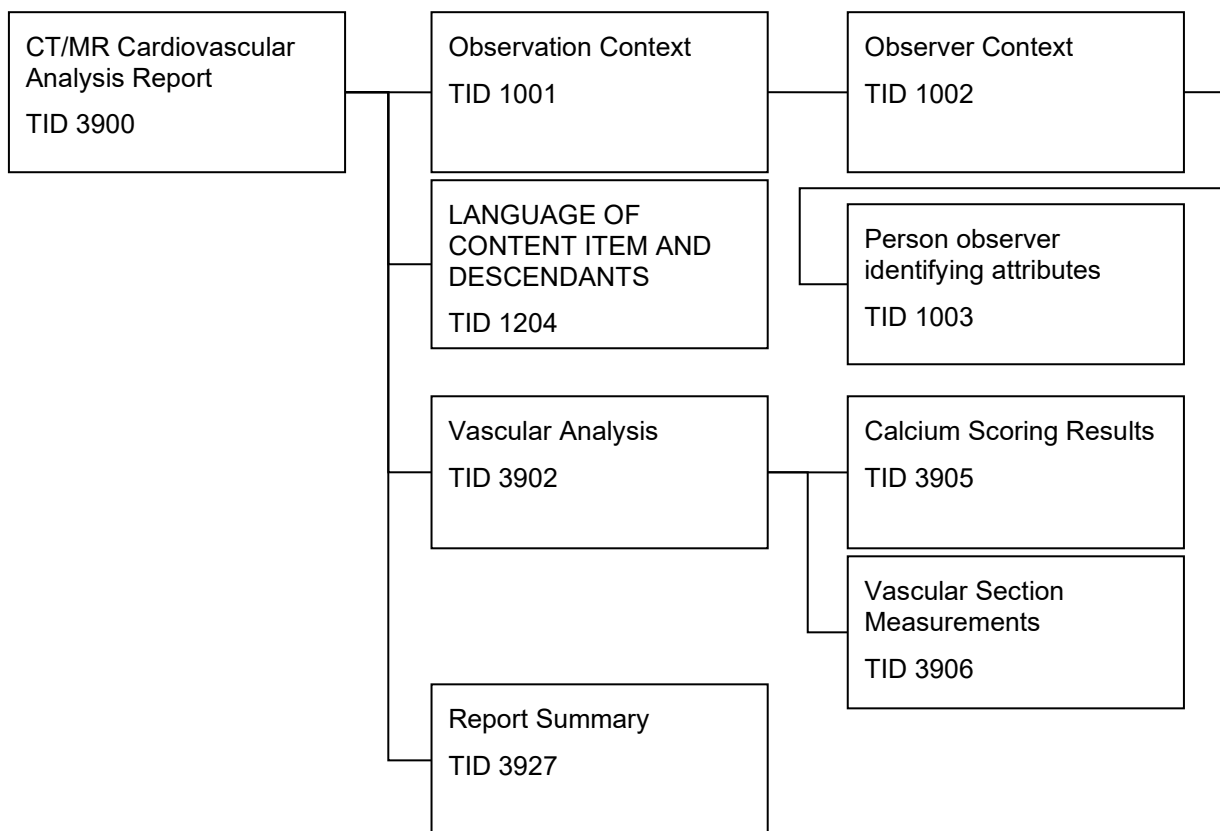 CT/MR Cardiovascular
Analysis Report
TID 3900
Observation Context
TID 1001
Observer Context
TID 1002
LANGUAGE OF
CONTENT ITEM AND
DESCENDANTS
TID 1204
Person observer
identifying attributes
TID 1003
Vascular Analysis
TID 3902
Calcium Scoring Results
TID 3905
Vascular Section
Measurements
TID 3906
Report Summary
TID 3927